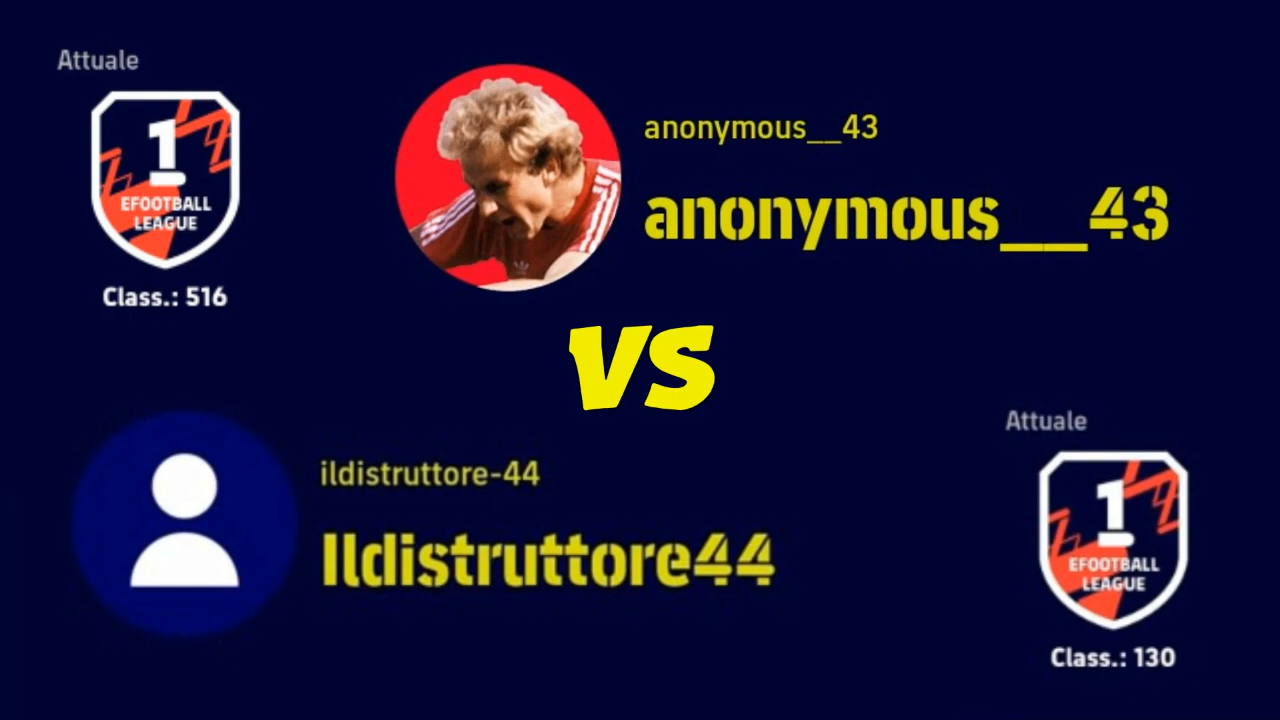 Attuale
1
EFOOTBALL
LEAGUE
Class.: 516
anonymous__43
anonymous__43
VS
ildistruttore-44
Ildistruttore44
Attuale
1
EFOOTBALL
LEAGUE
Class.: 130